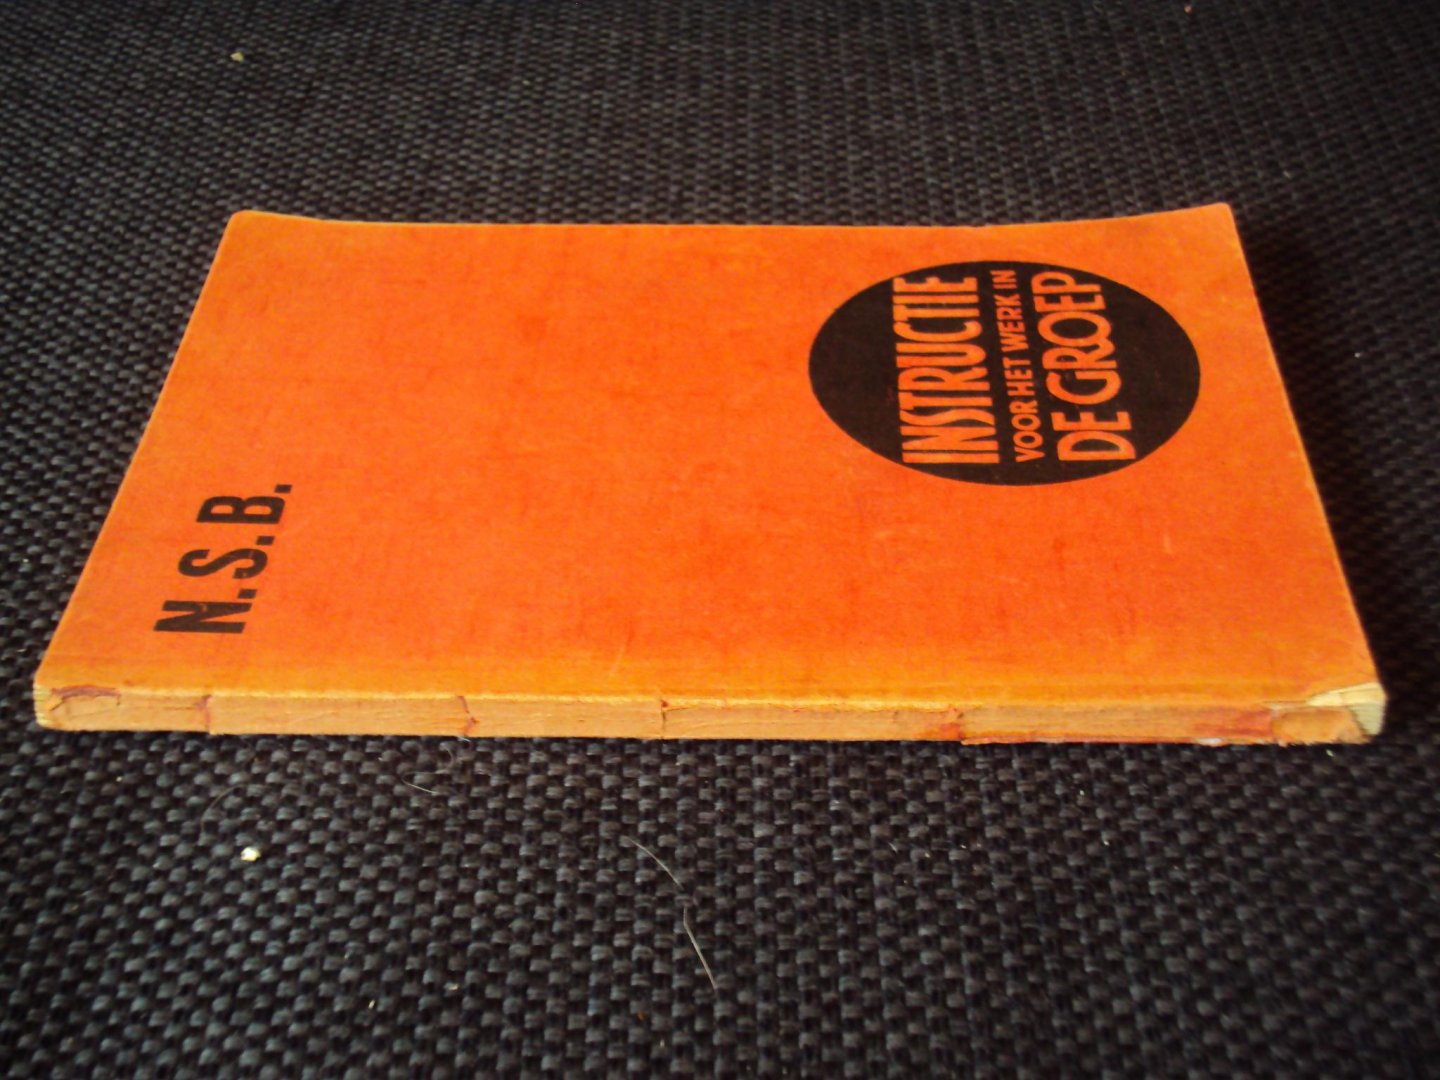 N.S.B.
INSTRUCTIE
VOOR HET WERK IN
DE GROEP